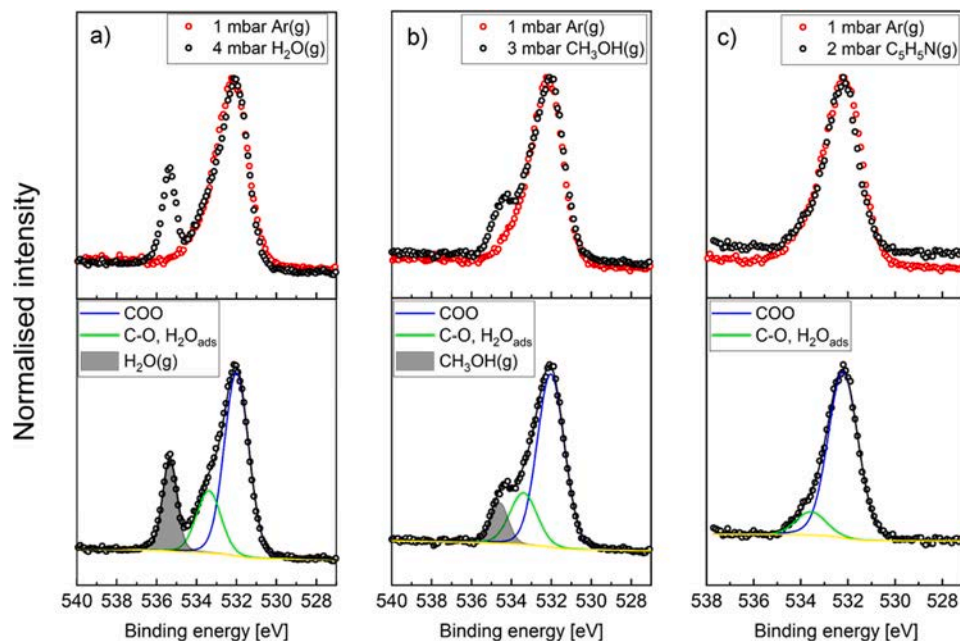 Normalised intensity
a)
1 mbar Ar(g)
4 mbar H₂O(g)
b)
1 mbar Ar(g)
3 mbar CH₃OH(g)
c)
1 mbar Ar(g)
2 mbar C₅H₅N(g)
COO
C-O, H₂Oads
H₂O(g)
COO
C-O, H₂Oads
CH₃OH(g)
COO
C-O, H₂Oads
540 538 536 534 532 530 528
540 538 536 534 532 530 528
538 536 534 532 530 528
Binding energy [eV]
Binding energy [eV]
Binding energy [eV]